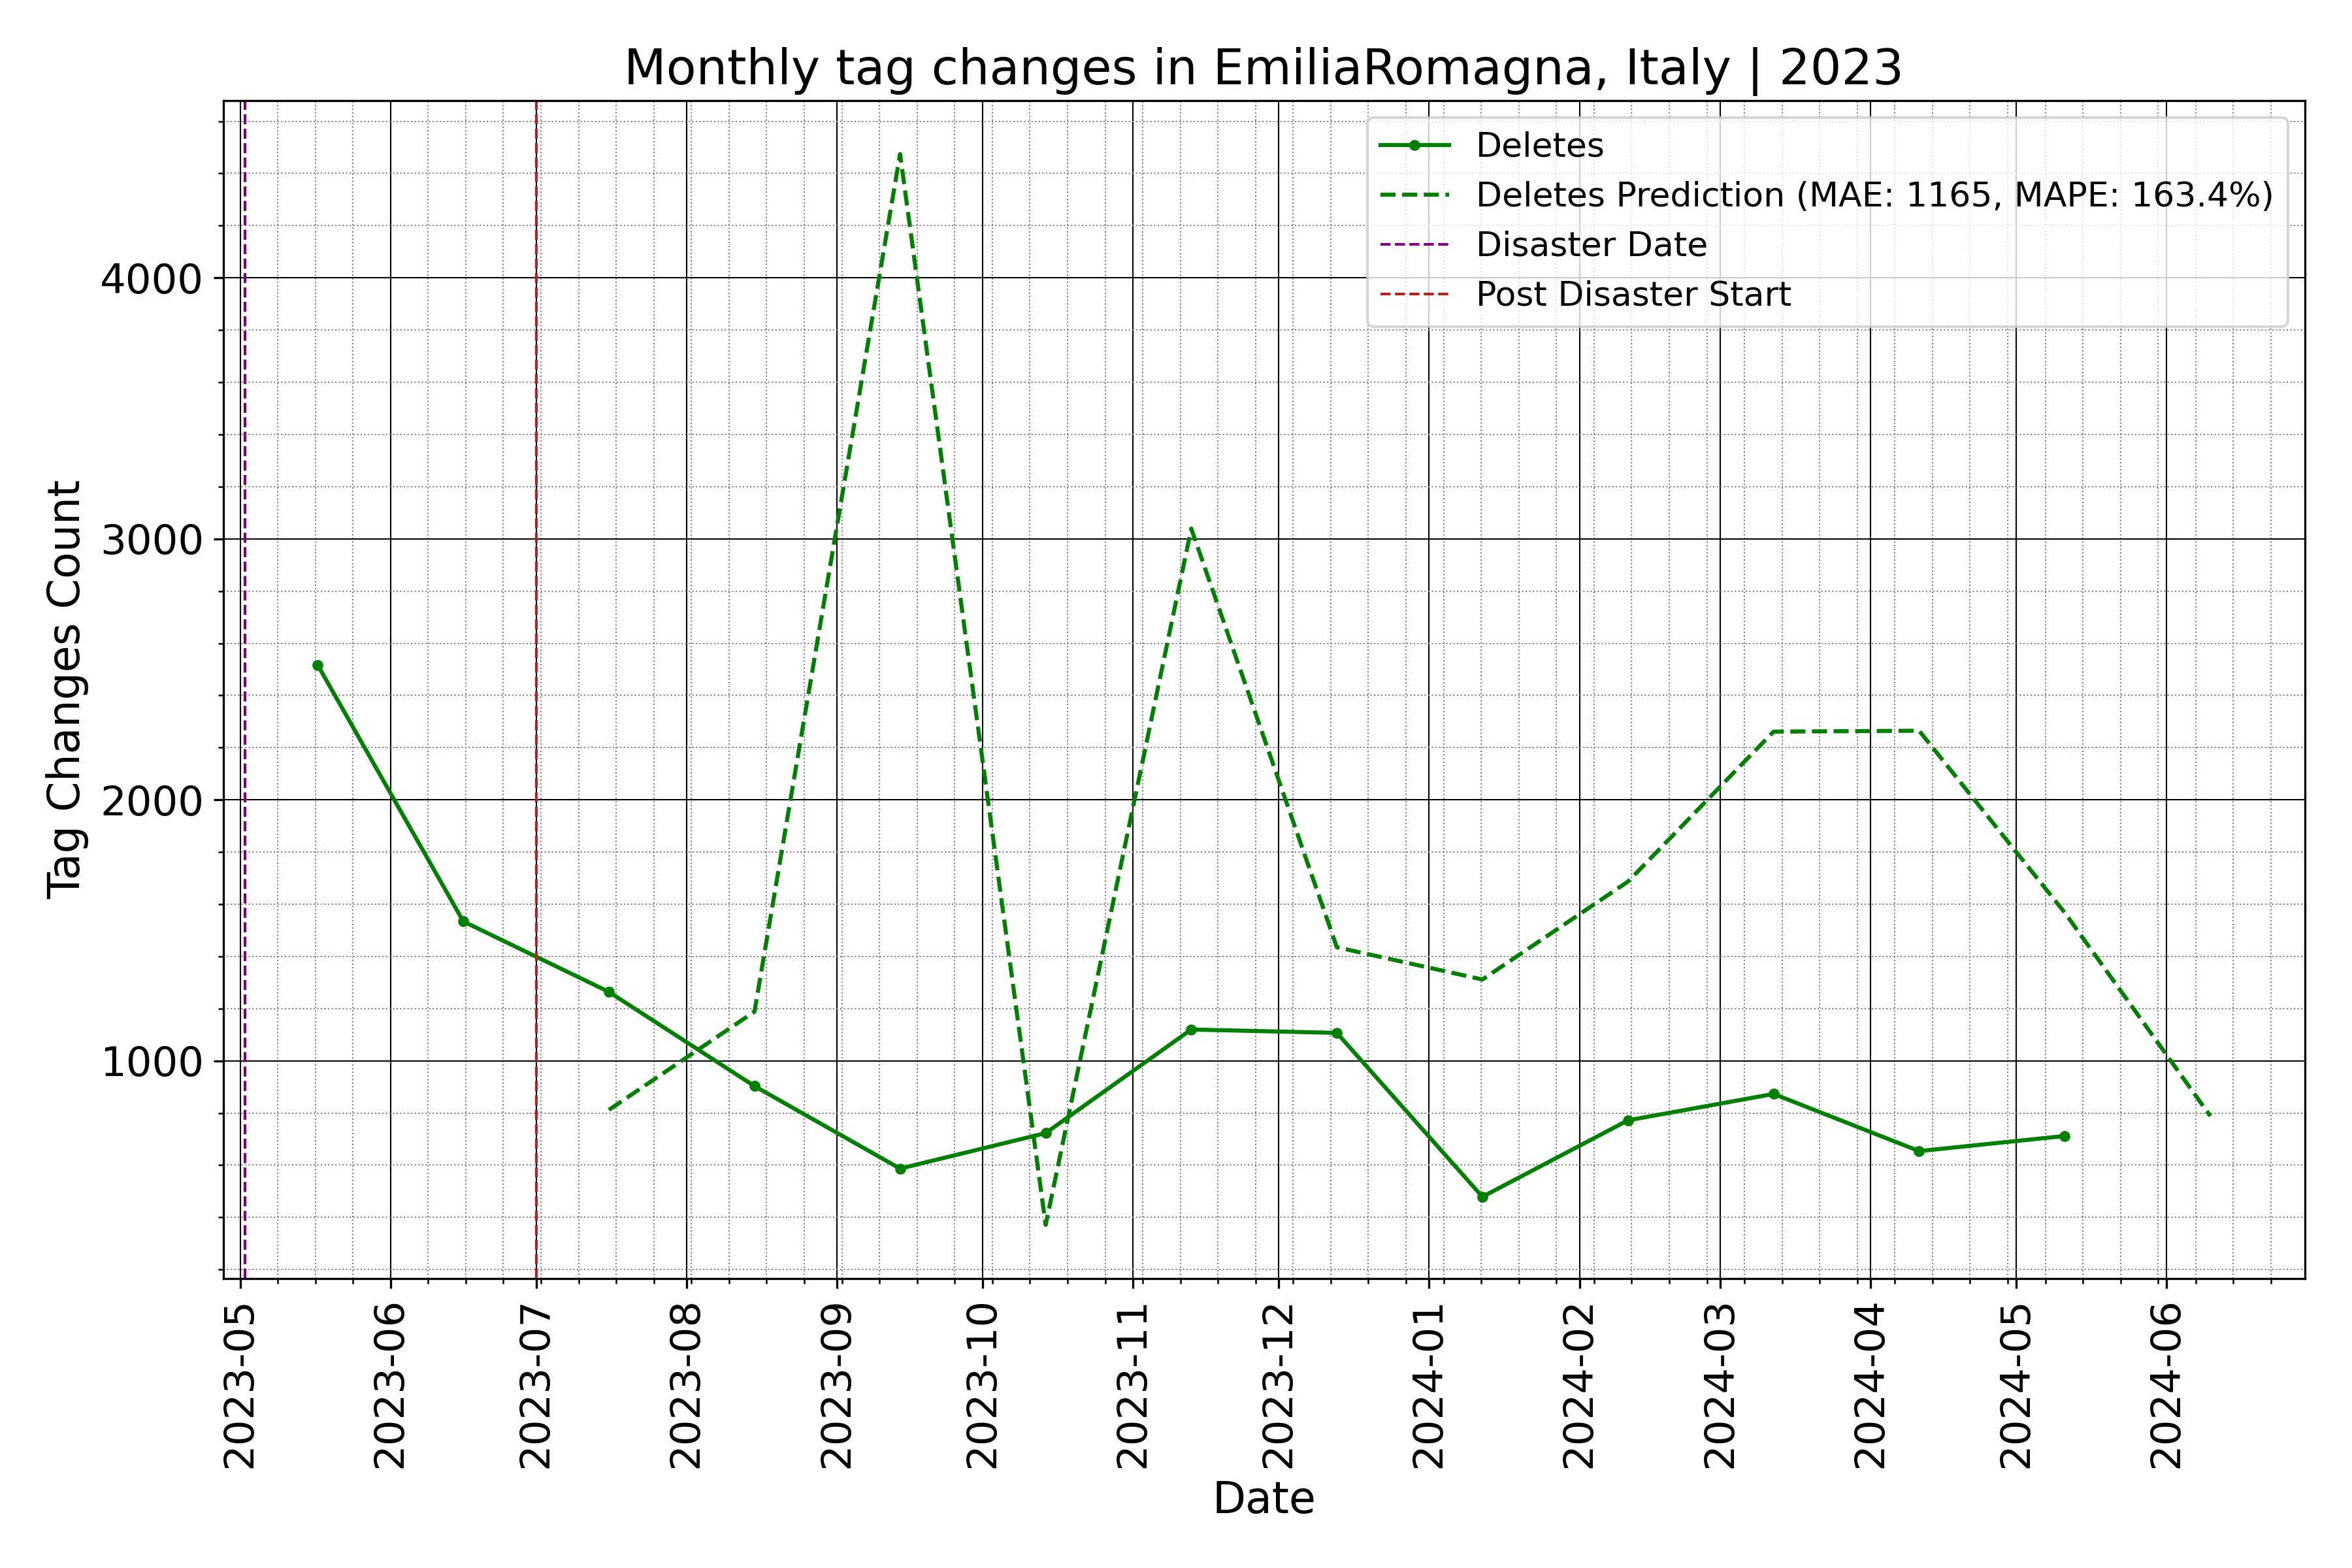 Monthly tag changes in EmiliaRomagna, Italy | 2023
Deletes
Deletes Prediction (MAE: 1165, MAPE: 163.4%)
Disaster Date
Post Disaster Start
Tag Changes Count
4000
3000
2000
1000
2023-05
2023-06
2023-07
2023-08
2023-09
2023-10
2023-11
2023-12
2024-01
2024-02
2024-03
2024-04
2024-05
2024-06
Date